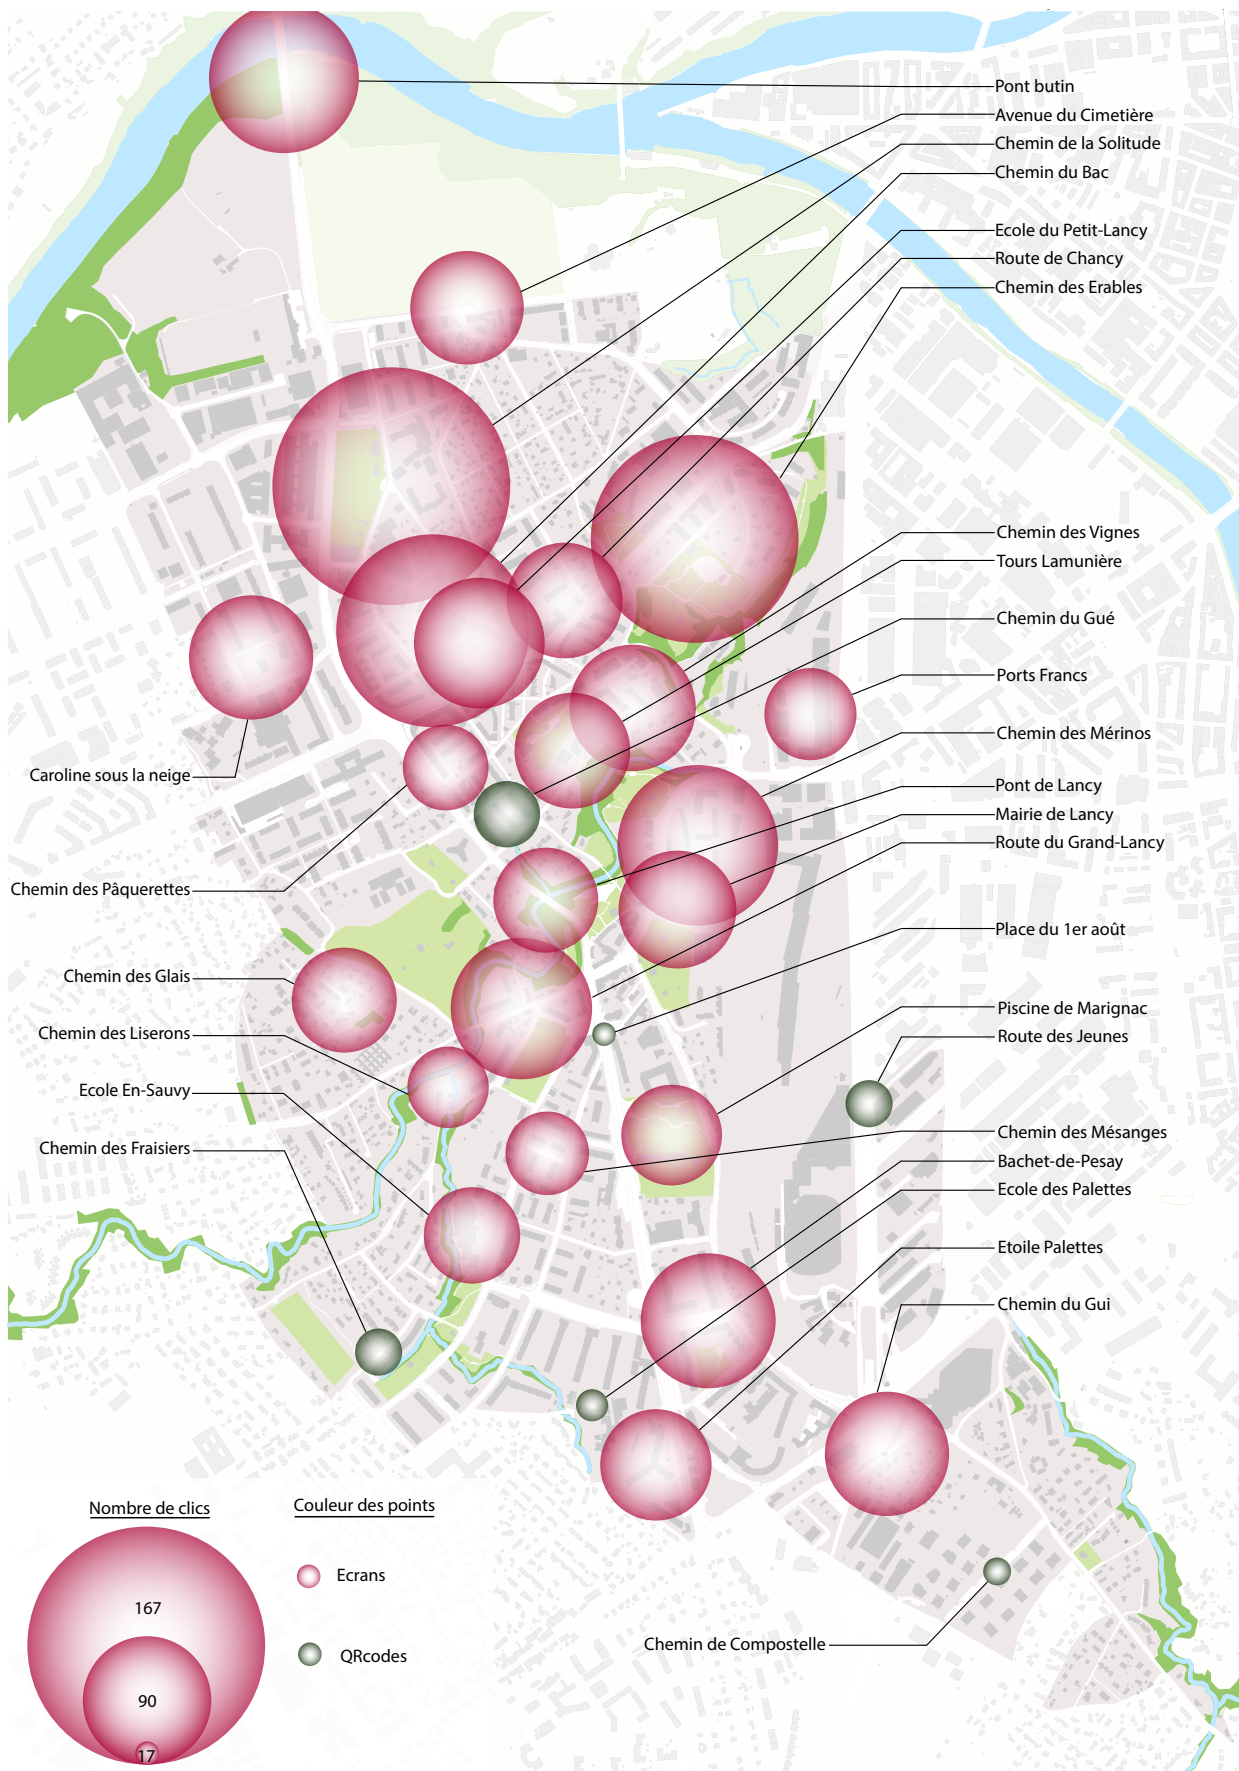 Pont butin
Avenue du Cimetière
Chemin de la Solitude
Chemin du Bac
Ecole du Petit-Lancy
Route de Chancy
Chemin des Erables
Chemin des Vignes
Tours Lamunière
Chemin du Gué
Ports Francs
Chemin des Mérinos
Caroline sous la neige
Pont de Lancy
Mairie de Lancy
Route du Grand-Lancy
Chemin des Pâquerettes
Place du 1er août
Chemin des Glais
Piscine de Marignac
Chemin des Liserons
Route des Jeunes
Ecole En-Sauvy
Chemin des Mésanges
Chemin des Fraisiers
Bachet-de-Pesay
Ecole des Palettes
Etoile Palettes
Chemin du Gui
Chemin de Compostelle
Nombre de clics
167
90
17
Couleur des points
Ecrans
QRcodes